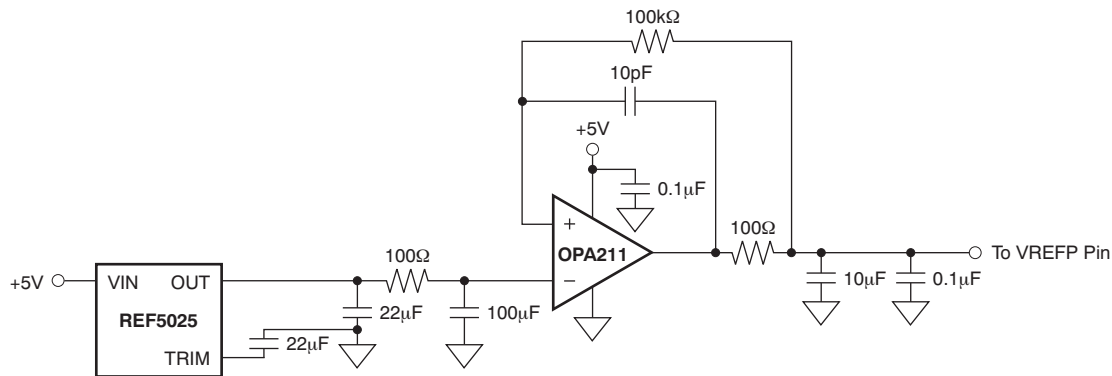 100kΩ
10pF
+5V
0.1μF
+
OPA211
−
100Ω
To VREFP Pin
10μF
0.1μF
100Ω
+5V
VIN
OUT
REF5025
TRIM
22μF
22μF
100μF